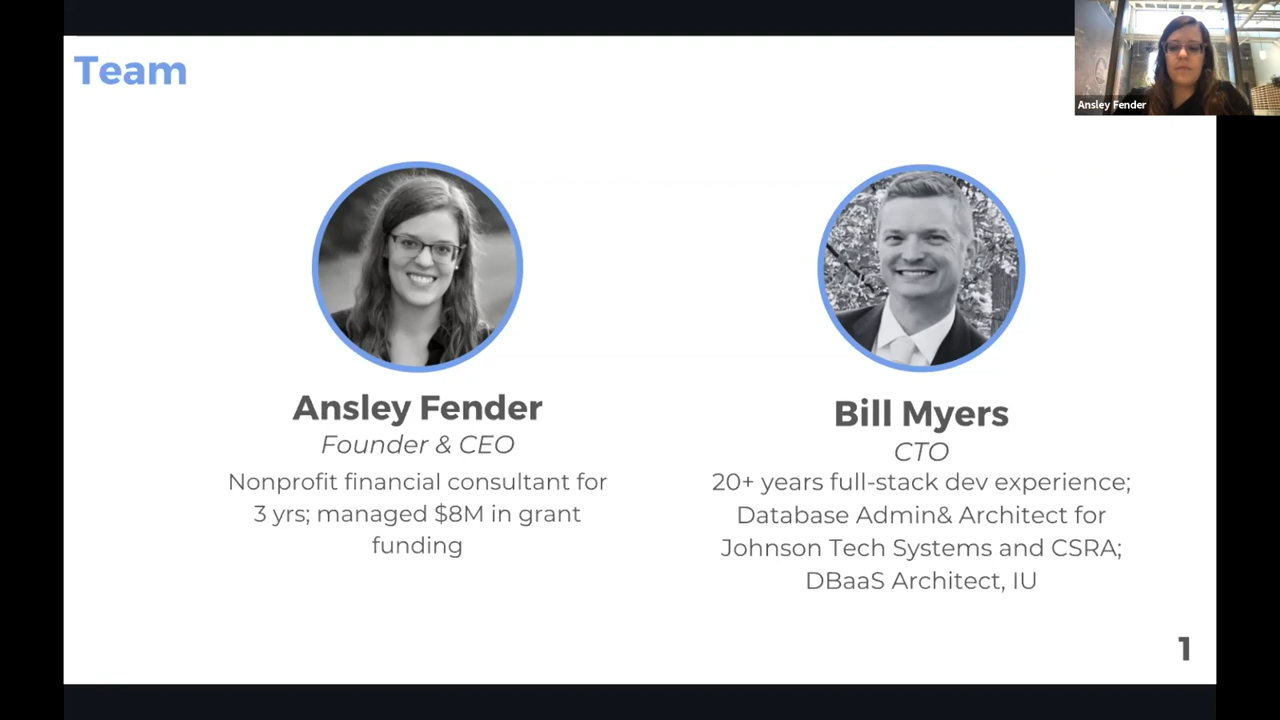 Team
Ansley Fender
Ansley Fender
Founder & CEO
Nonprofit financial consultant for
3 yrs; managed $8M in grant
funding
Bill Myers
CTO
20+ years full-stack dev experience;
Database Admin& Architect for
Johnson Tech Systems and CSRA;
DBaaS Architect, IU
1